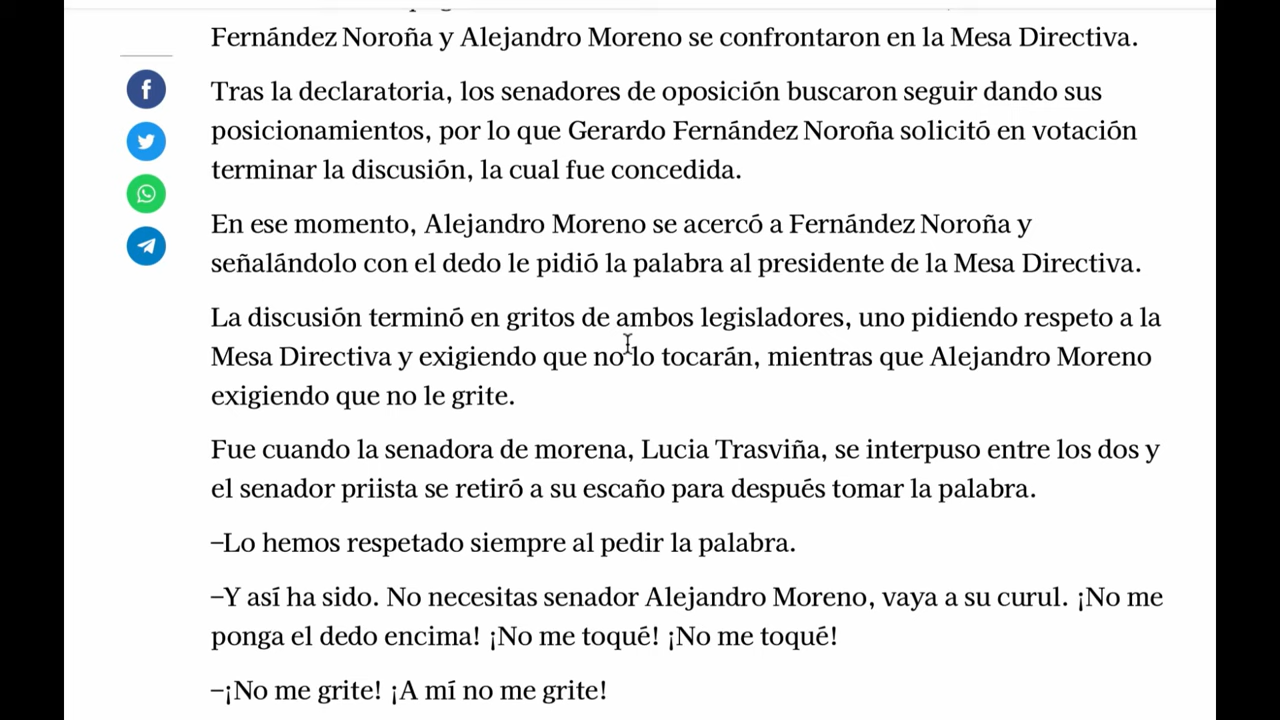 Fernández Noroña y Alejandro Moreno se confrontaron en la Mesa Directiva.
Tras la declaratoria, los senadores de oposición buscaron seguir dando sus
posicionamientos, por lo que Gerardo Fernández Noroña solicitó en votación
terminar la discusión, la cual fue concedida.
En ese momento, Alejandro Moreno se acercó a Fernández Noroña y
señalándolo con el dedo le pidió la palabra al presidente de la Mesa Directiva.
La discusión terminó en gritos de ambos legisladores, uno pidiendo respeto a la
Mesa Directiva y exigiendo que no lo tocarán, mientras que Alejandro Moreno
exigiendo que no le grite.
Fue cuando la senadora de morena, Lucia Trasviña, se interpuso entre los dos y
el senador priista se retiró a su escaño para después tomar la palabra.
–Lo hemos respetado siempre al pedir la palabra.
–Y así ha sido. No necesitas senador Alejandro Moreno, vaya a su curul. ¡No me
ponga el dedo encima! ¡No me toqué! ¡No me toqué!
–¡No me grite! ¡A mí no me grite!